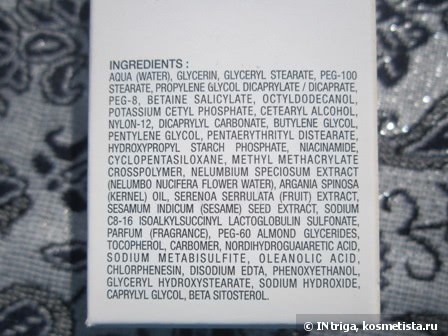 INGREDIENTS :
AQUA (WATER), GLYCERIN, GLYCERYL STEARATE, PEG-100
STEARATE, PROPYLENE GLYCOL DICAPRYLATE / DICAPRATE,
PEG-8, BETAINE SALICYLATE, OCTYLDODECANOL,
POTASSIUM CETYL PHOSPHATE, CETEARYL ALCOHOL,
NYLON-12, DICAPRYLYL CARBONATE, BUTYLENE GLYCOL,
PENTYLENE GLYCOL, PENTAERYTHRITYL DISTEARATE,
HYDROXYPROPYL STARCH PHOSPHATE, NIACINAMIDE,
CYCLOPENTASILOXANE, METHYL METHACRYLATE
CROSSPOLYMER, NELUMBIUM SPECIOSUM EXTRACT
(NELUMBO NUCIFERA FLOWER WATER), ARGANIA SPINOSA
(KERNEL) OIL, SERENOA SERRULATA (FRUIT) EXTRACT,
SESAMUM INDICUM (SESAME) SEED EXTRACT, SODIUM
C8-16 ISOALKYLSUCCINYL LACTOGLOBULIN SULFONATE,
PARFUM (FRAGRANCE), PEG-60 ALMOND GLYCERIDES,
TOCOPHEROL, CARBOMER, NORDIHYDROGUAIARETIC ACID,
SODIUM METABISULFITE, OLEANOLIC ACID,
CHLORPHENESIN, DISODIUM EDTA, PHENOXYETHANOL,
GLYCERYL HYDROXYSTEARATE, SODIUM HYDROXIDE,
CAPRYLYL GLYCOL, BETA SITOSTEROL.
© INtriga, kosmetista.ru